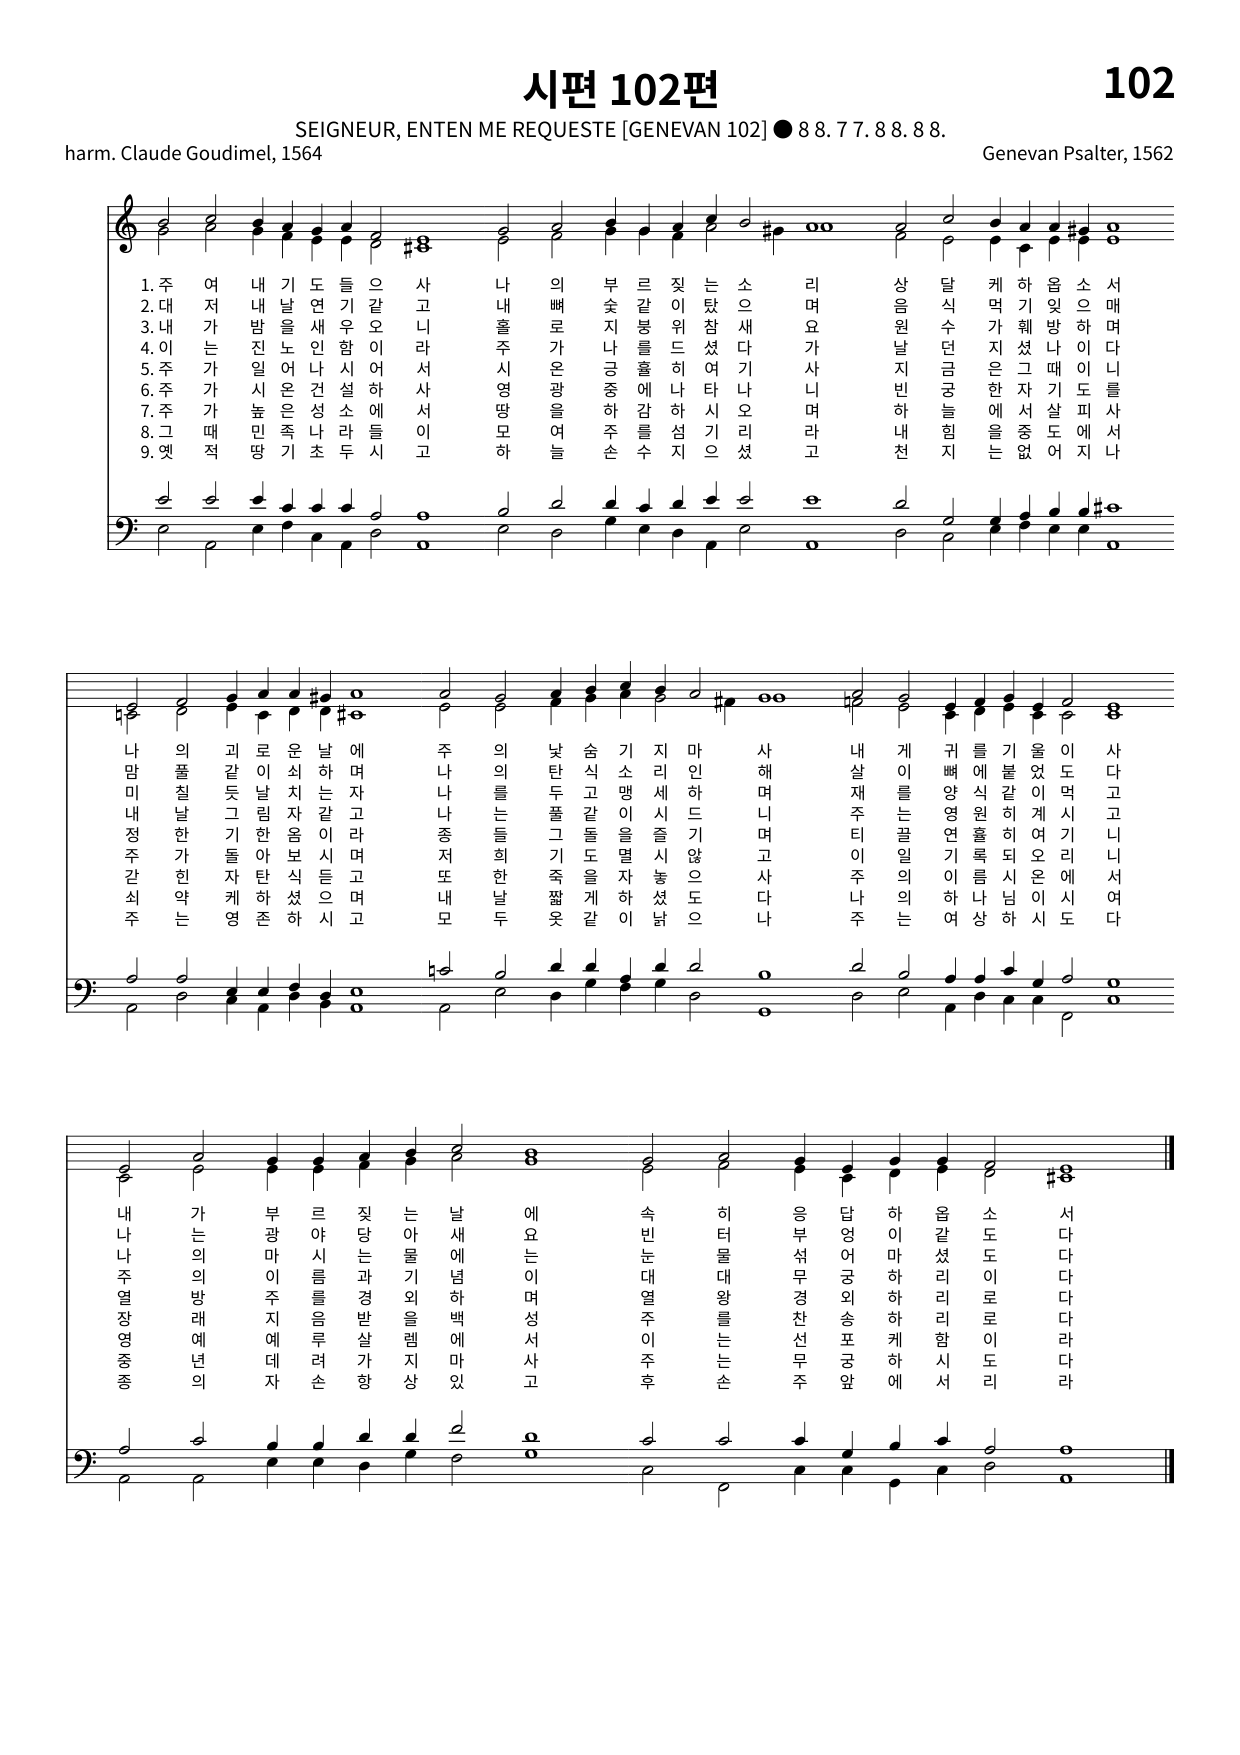 시편 102편
102
SEIGNEUR, ENTEN ME REQUESTE [GENEVAN 102] ● 8 8. 7 7. 8 8. 8 8.
harm. Claude Goudimel, 1564
Genevan Psalter, 1562
1. 주 여 내 기 도 들 으 사 나 의 부 르 짖 는 소 리 상 달 케 하 옵 소 서
2. 대 저 내 날 연 기 같 고 내 뼈 숯 같 이 탔 으 며 음 식 먹 기 잊 으 매
3. 내 가 밤 을 새 우 오 니 홀 로 지 붕 위 참 새 요 원 수 가 훼 방 하 며
4. 이 는 진 노 인 함 이 라 주 가 나 를 드 셨 다 가 날 던 지 셨 나 이 다
5. 주 가 일 어 나 시 어 서 시 온 긍 휼 히 여 기 사 지 금 은 그 때 이 니
6. 주 가 시 온 건 설 하 사 영 광 중 에 나 타 나 니 빈 궁 한 자 기 도 를
7. 주 가 높 은 성 소 에 서 땅 을 하 감 하 시 오 며 하 늘 에 서 살 피 사
8. 그 때 민 족 나 라 들 이 모 여 주 를 섬 기 리 라 내 힘 을 중 도 에 서
9. 옛 적 땅 기 초 두 시 고 하 늘 손 수 지 으 셨 고 천 지 는 없 어 지 나
나 의 괴 로 운 날 에 주 의 낯 숨 기 지 마 사 내 게 귀 를 기 울 이 사
맘 풀 같 이 쇠 하 며 나 의 탄 식 소 리 인 해 살 이 뼈 에 붙 었 도 다
미 칠 듯 날 치 는 자 나 를 두 고 맹 세 하 며 재 를 양 식 같 이 먹 고
내 날 그 림 자 같 고 나 는 풀 같 이 시 드 니 주 는 영 원 히 계 시 고
정 한 기 한 옴 이 라 종 들 그 돌 을 즐 기 며 티 끌 연 휼 히 여 기 니
주 가 돌 아 보 시 며 저 희 기 도 멸 시 않 고 이 일 기 록 되 오 리 니
갇 힌 자 탄 식 듣 고 또 한 죽 을 자 놓 으 사 주 의 이 름 시 온 에 서
쇠 약 케 하 셨 으 며 내 날 짧 게 하 셨 도 다 나 의 하 나 님 이 시 여
주 는 영 존 하 시 고 모 두 옷 같 이 낡 으 나 주 는 여 상 하 시 도 다
내 가 부 르 짖 는 날 에 속 히 응 답 하 옵 소 서
나 는 광 야 당 아 새 요 빈 터 부 엉 이 같 도 다
나 의 마 시 는 물 에 는 눈 물 섞 어 마 셨 도 다
주 의 이 름 과 기 념 이 대 대 무 궁 하 리 이 다
열 방 주 를 경 외 하 며 열 왕 경 외 하 리 로 다
장 래 지 음 받 을 백 성 주 를 찬 송 하 리 로 다
영 예 예 루 살 렘 에 서 이 는 선 포 케 함 이 라
중 년 데 려 가 지 마 사 주 는 무 궁 하 시 도 다
종 의 자 손 항 상 있 고 후 손 주 앞 에 서 리 라